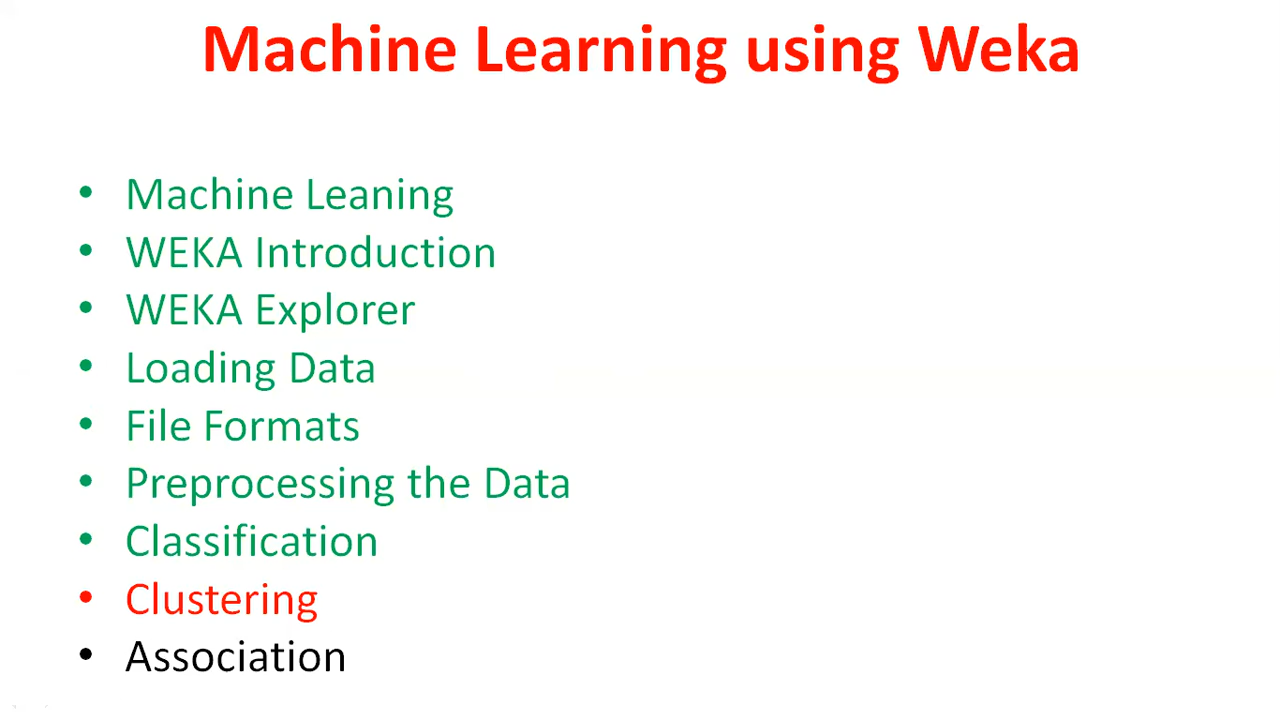 Machine Learning using Weka
• Machine Leaning
• WEKA Introduction
• WEKA Explorer
• Loading Data
• File Formats
• Preprocessing the Data
• Classification
• Clustering
• Association